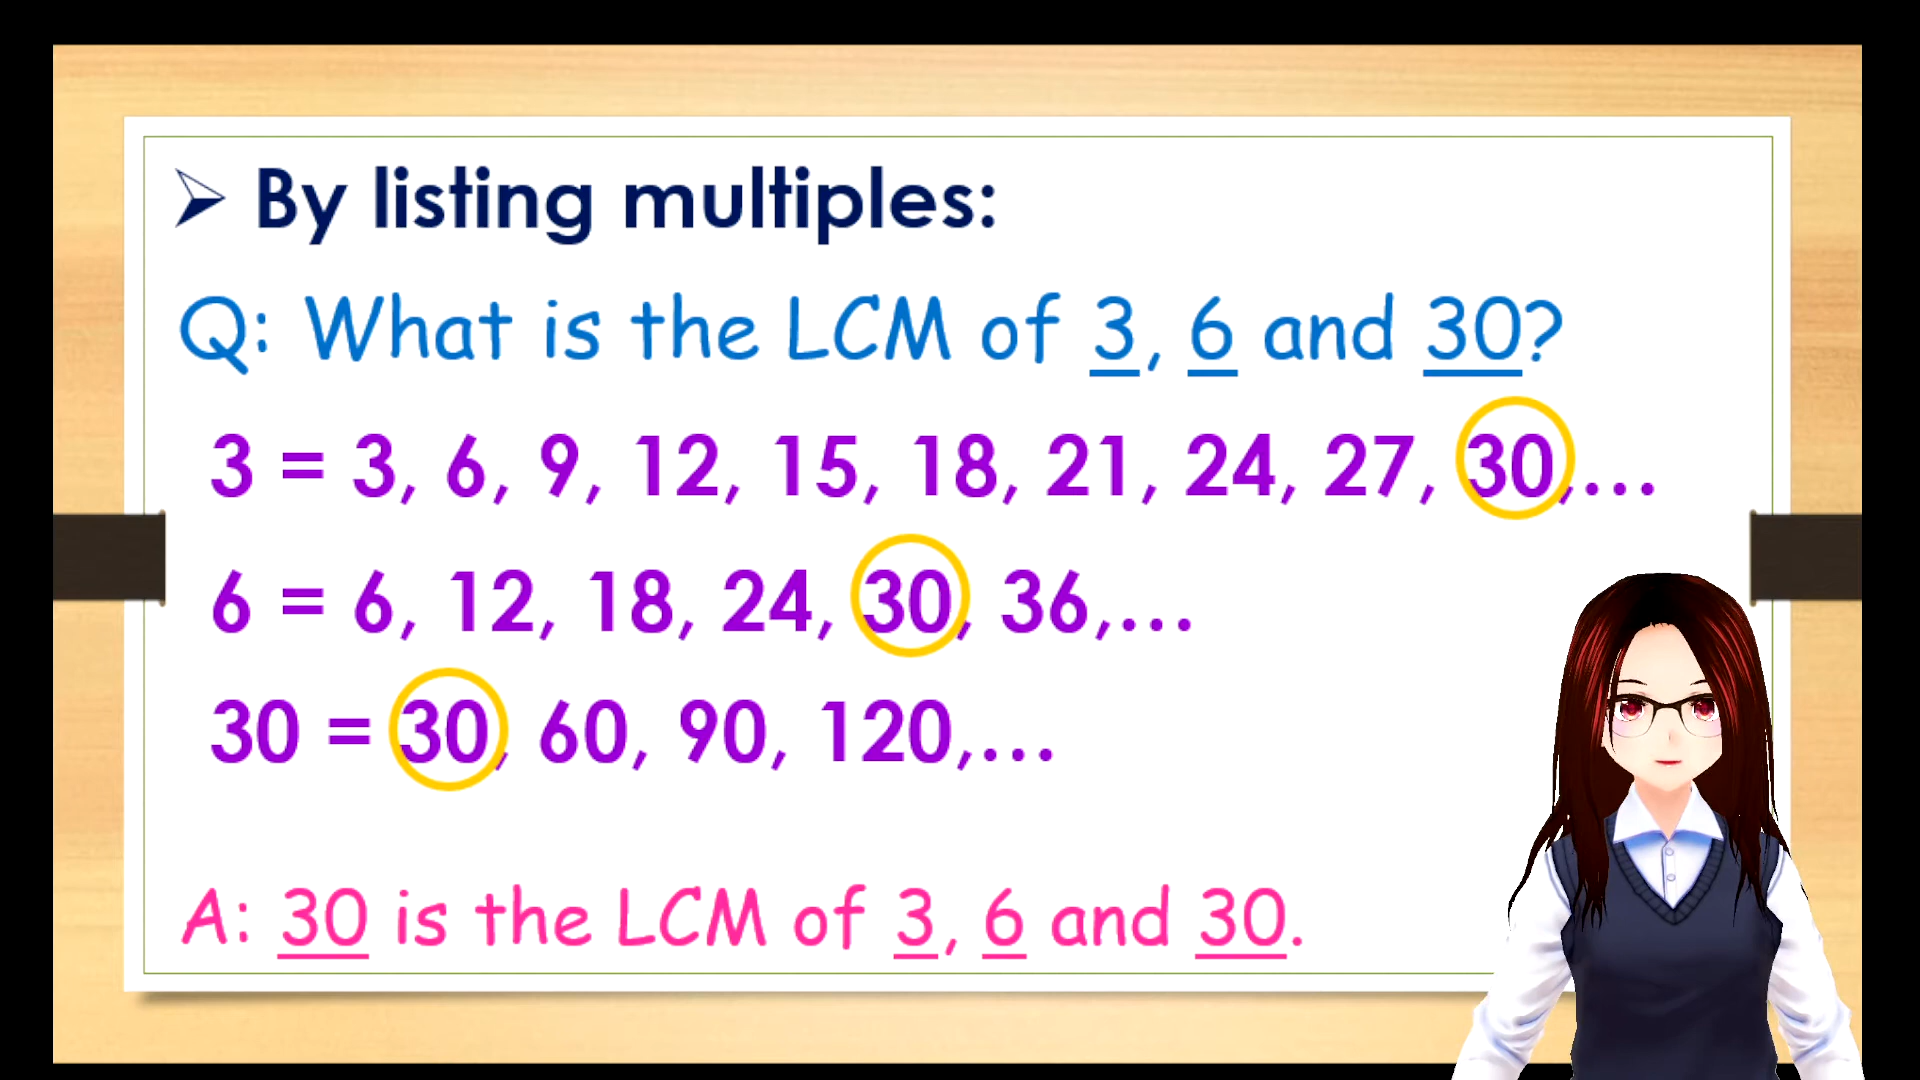 By listing multiples:
Q: What is the LCM of 3, 6 and 30?
3 = 3, 6, 9, 12, 15, 18, 21, 24, 27, 30,...
6 = 6, 12, 18, 24, 30, 36,...
30 = 30, 60, 90, 120,...
A: 30 is the LCM of 3, 6 and 30.